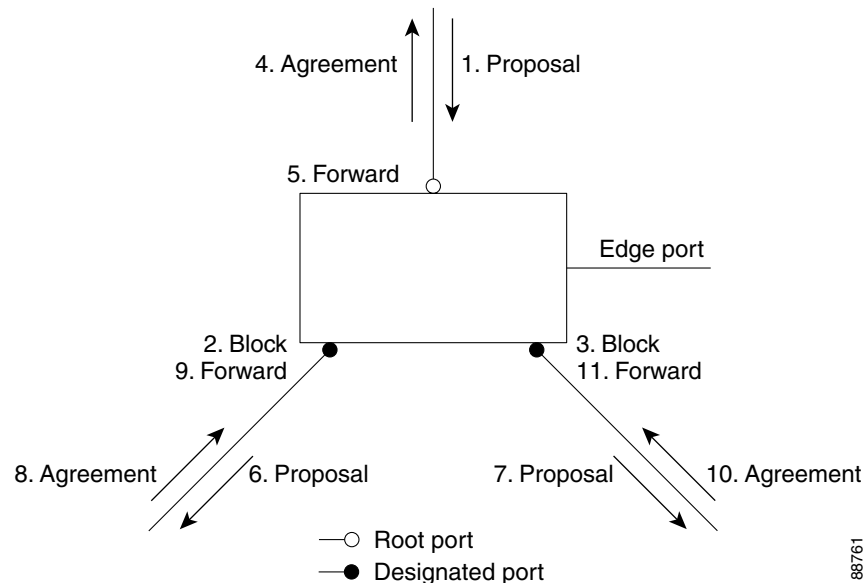 4. Agreement
1. Proposal
5. Forward
Edge port
2. Block
9. Forward
3. Block
11. Forward
8. Agreement
6. Proposal
7. Proposal
10. Agreement
Root port
Designated port
88761